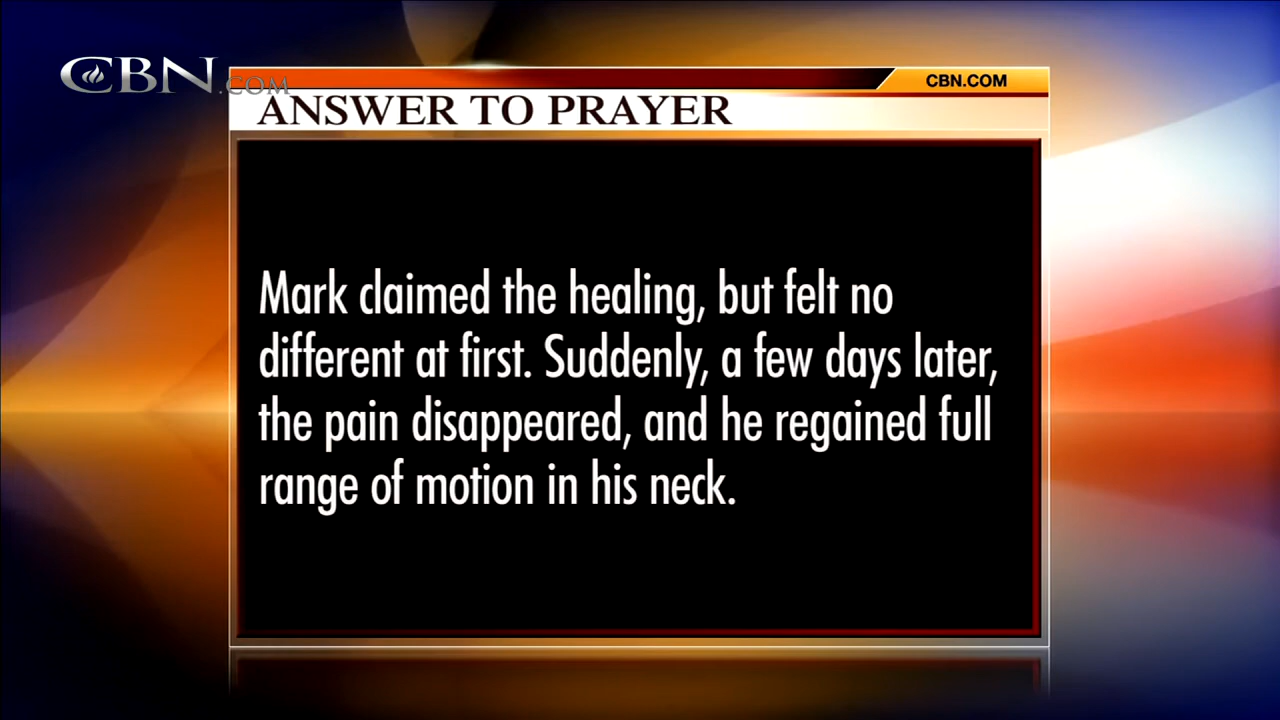 CBN.COM
CBN.COM
ANSWER TO PRAYER
Mark claimed the healing, but felt no
different at first. Suddenly, a few days later,
the pain disappeared, and he regained full
range of motion in his neck.